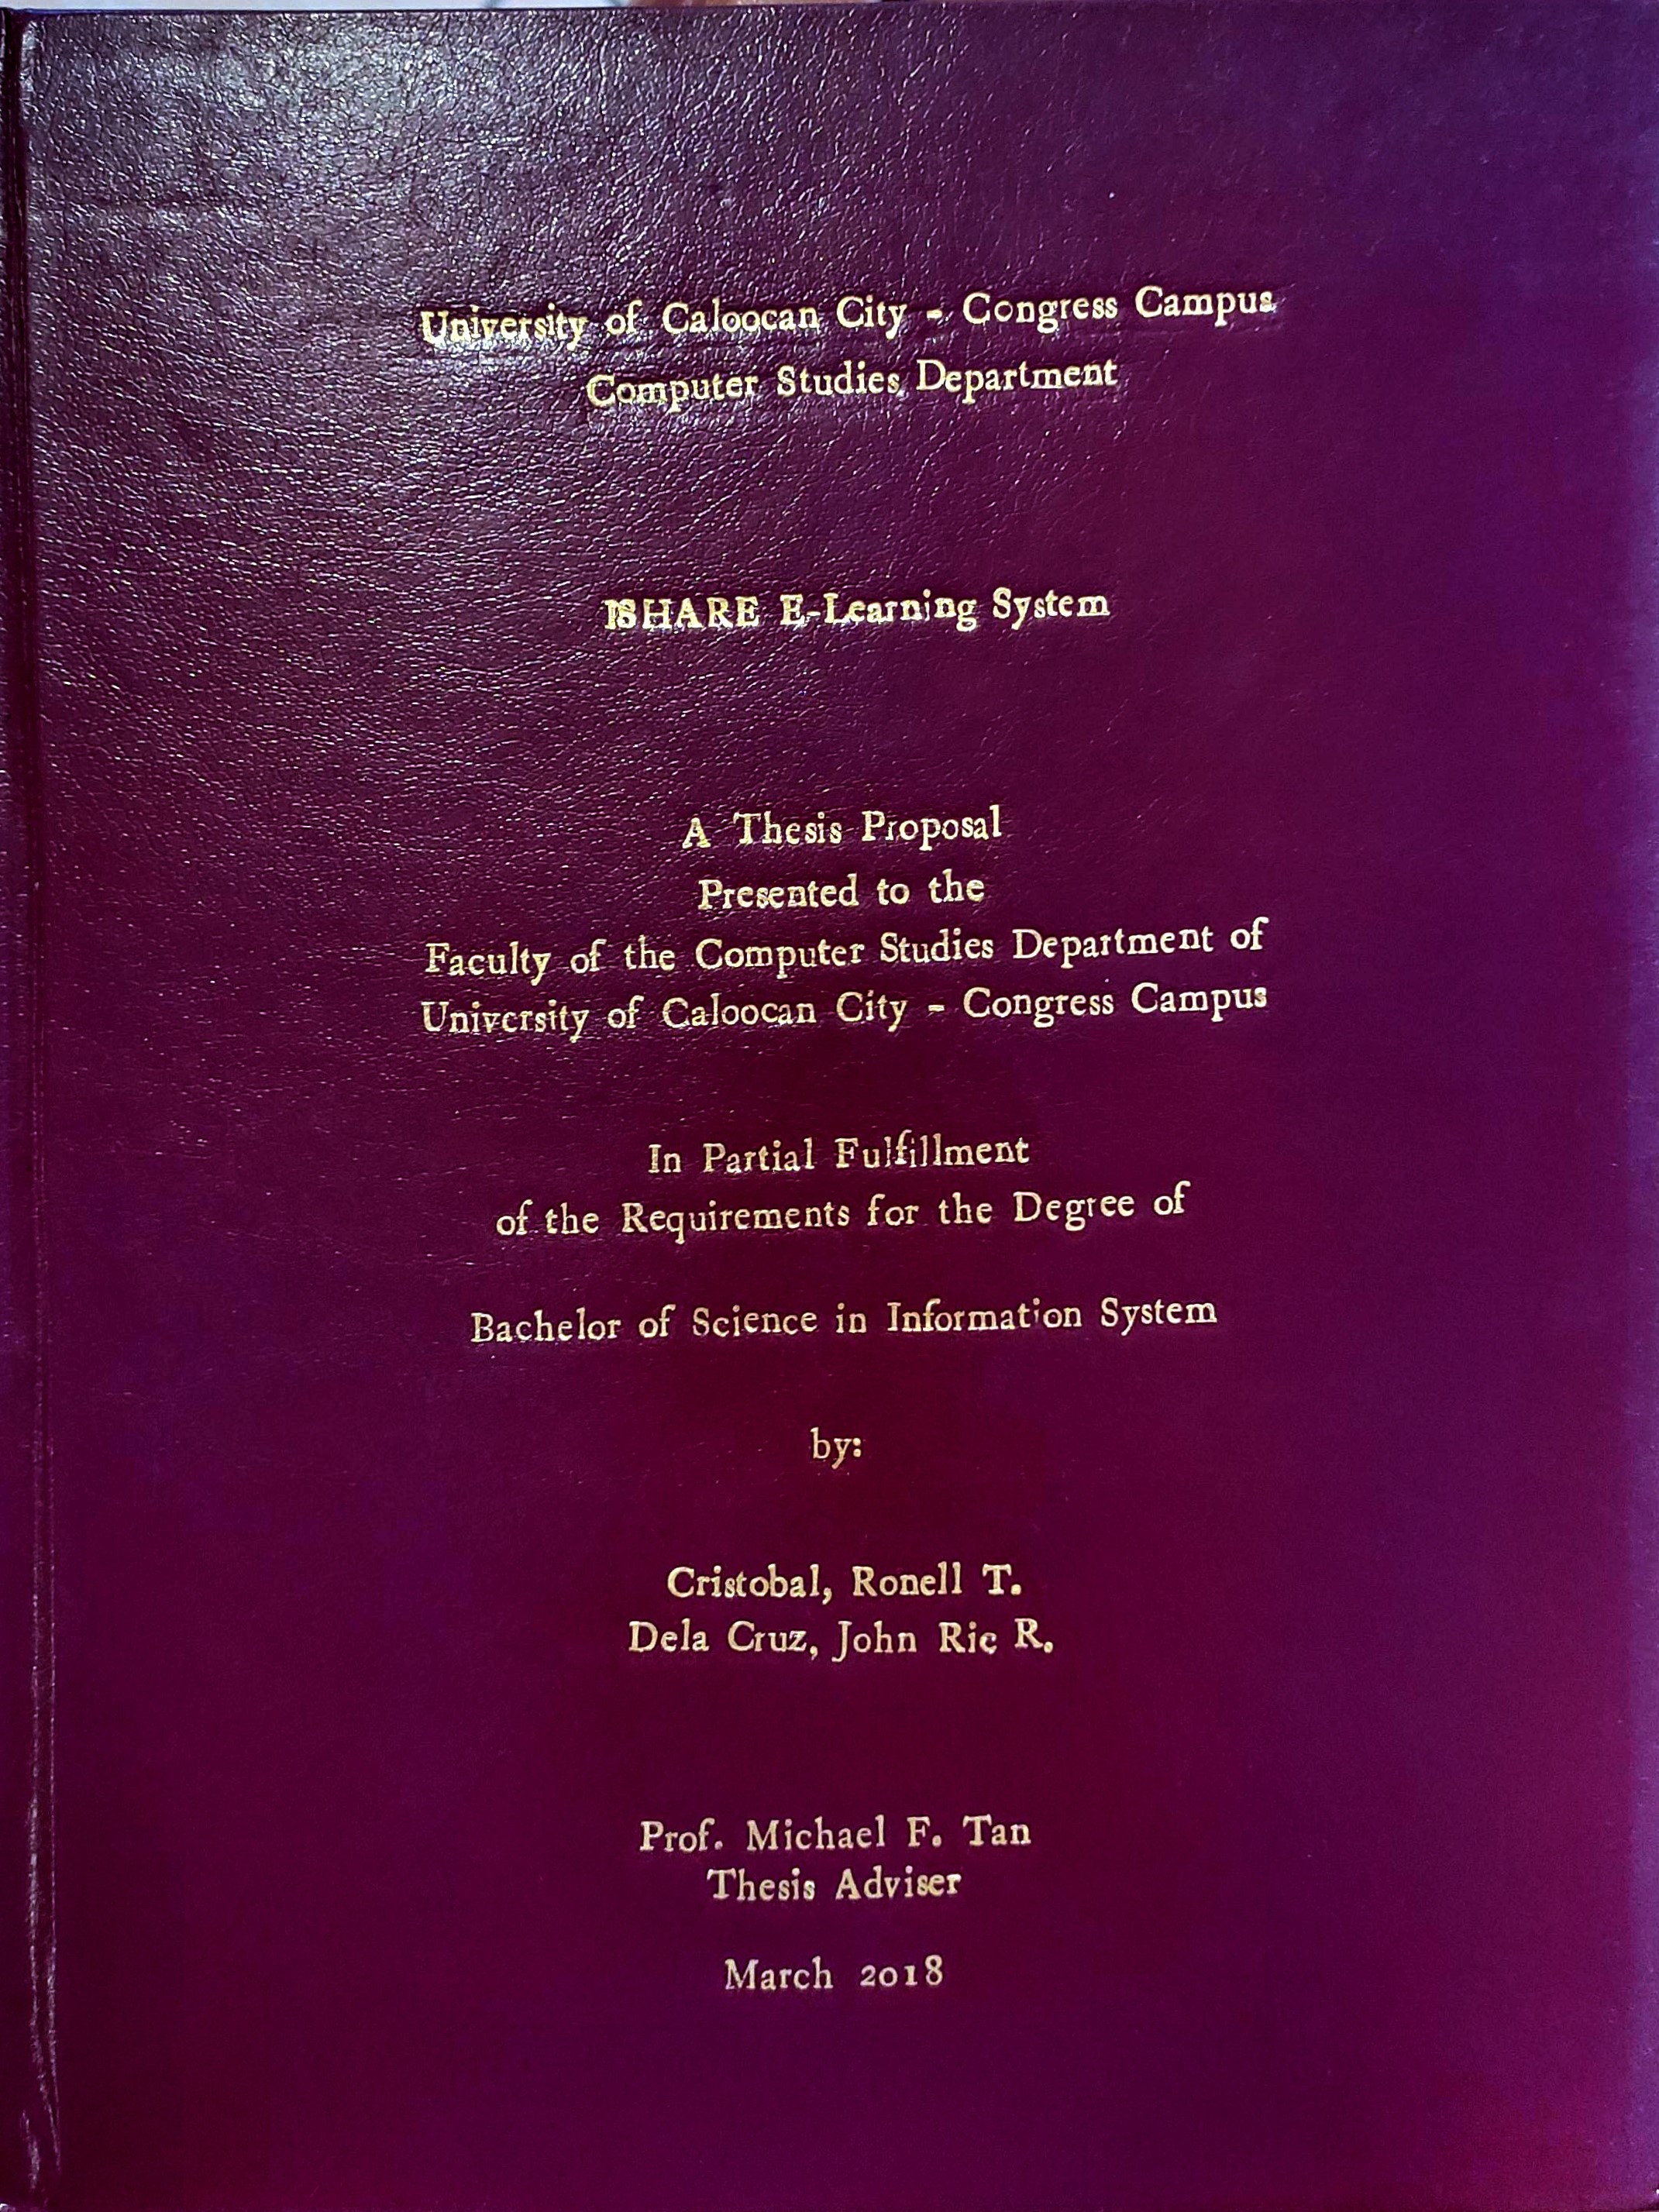 University of Caloocan City - Congress Campus
Computer Studies Department
ISHARE E-Learning System
A Thesis Proposal
Presented to the
Faculty of the Computer Studies Department of
University of Caloocan City - Congress Campus
In Partial Fulfillment
of the Requirements for the Degree of
Bachelor of Science in Information System
by:
Cristobal, Ronell T.
Dela Cruz, John Ric R.
Prof. Michael F. Tan
Thesis Adviser
March 2018